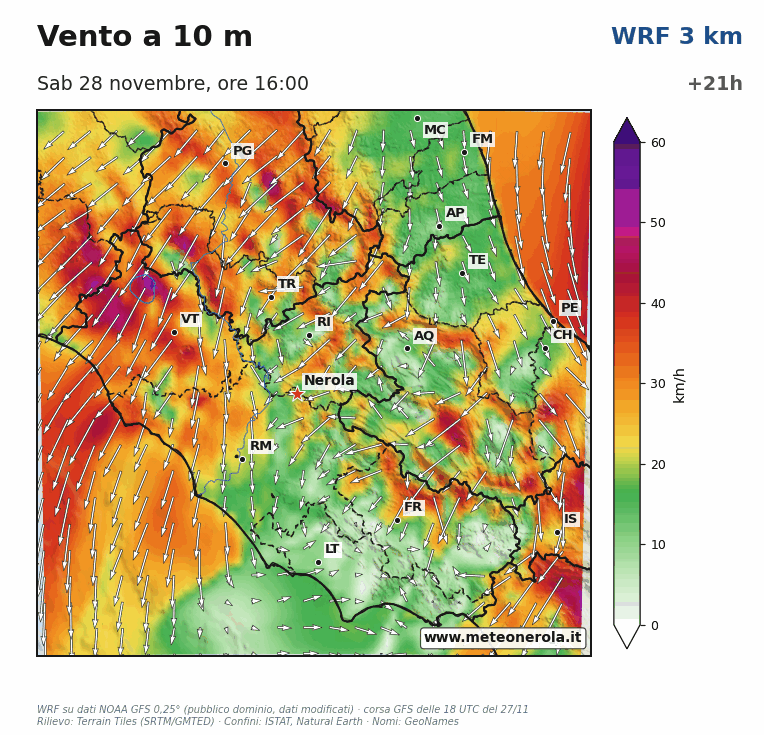 Vento a 10 m
WRF 3 km
Sab 28 novembre, ore 16:00
+21h
MC
FM
PG
AP
TE
TR
PE
VT
RI
AQ
CH
Nerola
RM
FR
IS
LT
www.meteonerola.it
60
50
40
30
20
10
0
km/h
WRF su dati NOAA GFS 0,25° (pubblico dominio, dati modificati) · corsa GFS delle 18 UTC del 27/11
Rilievo: Terrain Tiles (SRTM/GMTED) · Confini: ISTAT, Natural Earth · Nomi: GeoNames